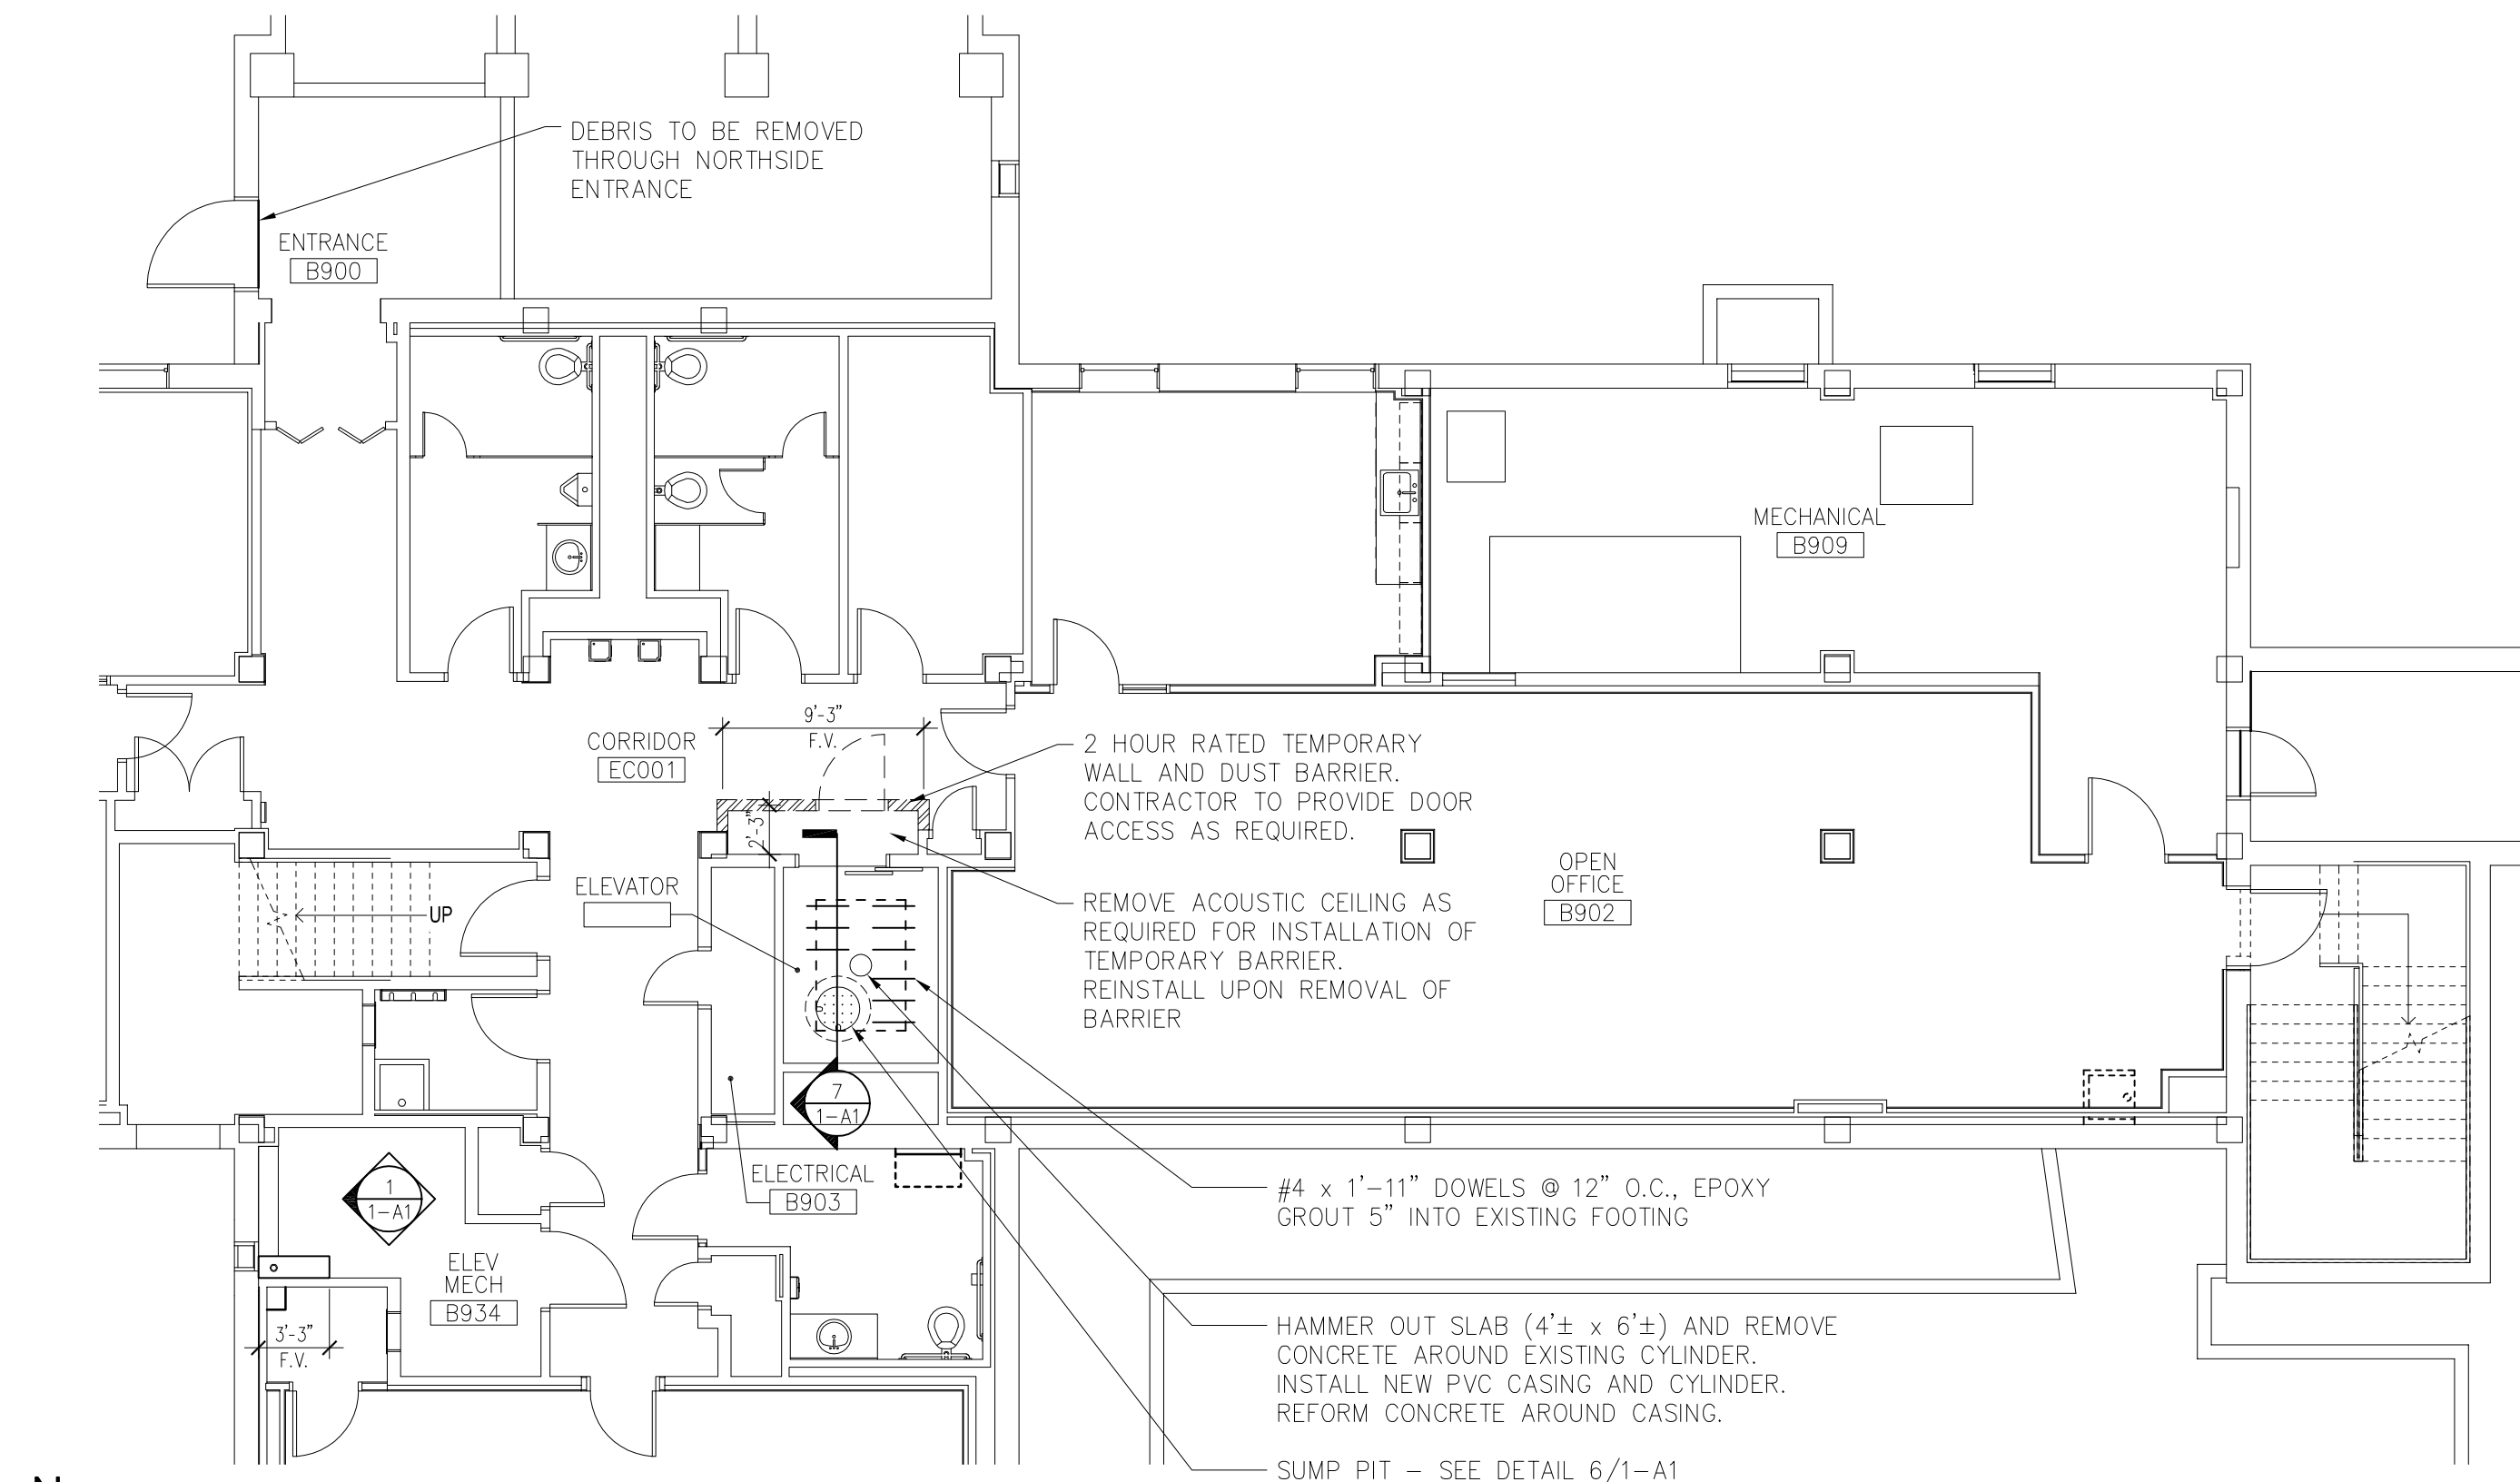 DEBRIS TO BE REMOVED
THROUGH NORTHSIDE
ENTRANCE
ENTRANCE
B900
MECHANICAL
B909
9'-3"
F.V.
CORRIDOR
EC001
2 HOUR RATED TEMPORARY
WALL AND DUST BARRIER.
CONTRACTOR TO PROVIDE DOOR
ACCESS AS REQUIRED.
2'-3"
OPEN
OFFICE
B902
ELEVATOR
UP
REMOVE ACOUSTIC CEILING AS
REQUIRED FOR INSTALLATION OF
TEMPORARY BARRIER.
REINSTALL UPON REMOVAL OF
BARRIER
7
1-A1
ELECTRICAL
B903
1
1-A1
#4 x 1'-11" DOWELS @ 12" O.C., EPOXY
GROUT 5" INTO EXISTING FOOTING
ELEV
MECH
B934
3'-3"
F.V.
HAMMER OUT SLAB (4'± x 6'±) AND REMOVE
CONCRETE AROUND EXISTING CYLINDER.
INSTALL NEW PVC CASING AND CYLINDER.
REFORM CONCRETE AROUND CASING.
SUMP PIT - SEE DETAIL 6/1-A1